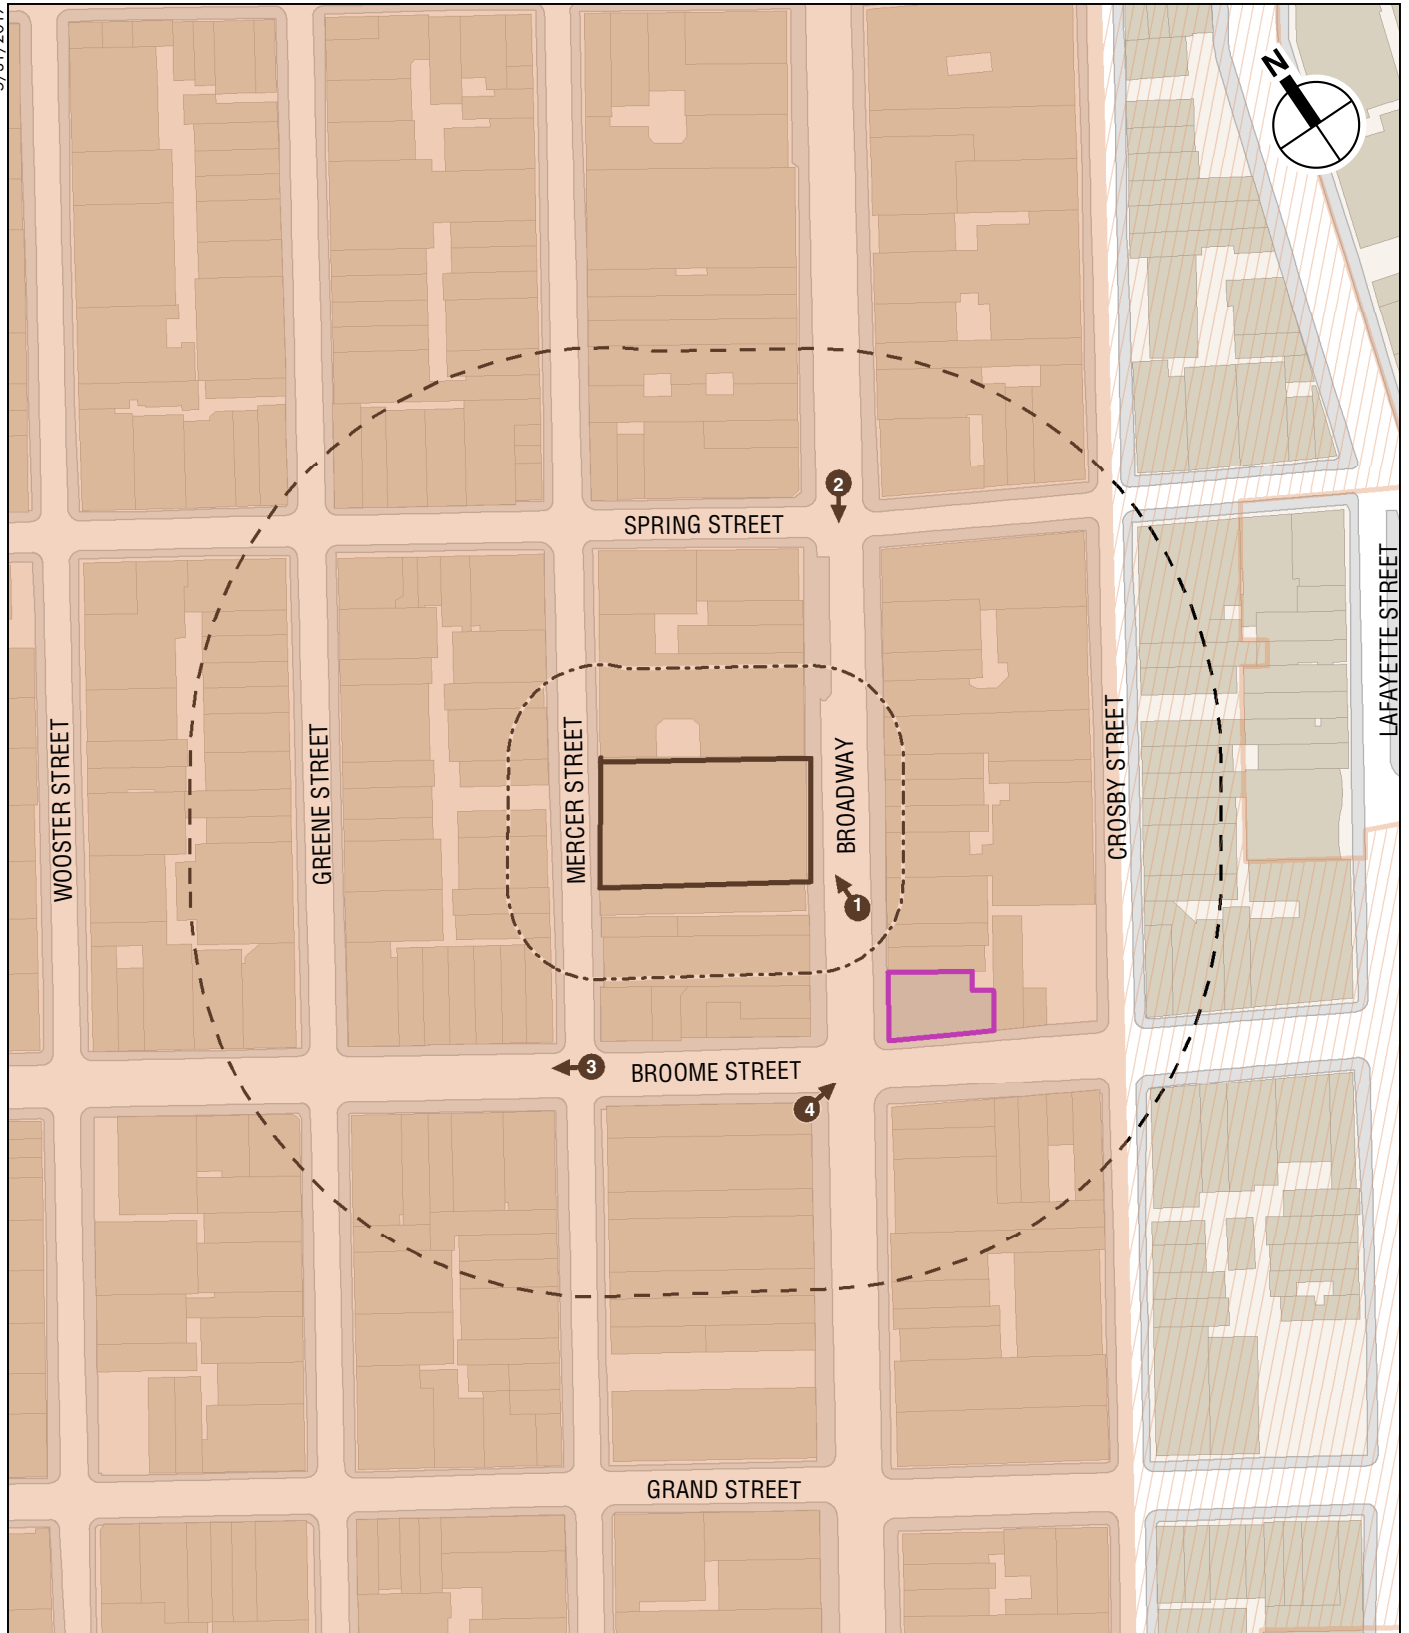 N
2
SPRING STREET
LAFAYETTE STREET
WOOSTER STREET
GREENE STREET
MERCER STREET
BROADWAY
CROSBY STREET
1
3
BROOME STREET
4
GRAND STREET